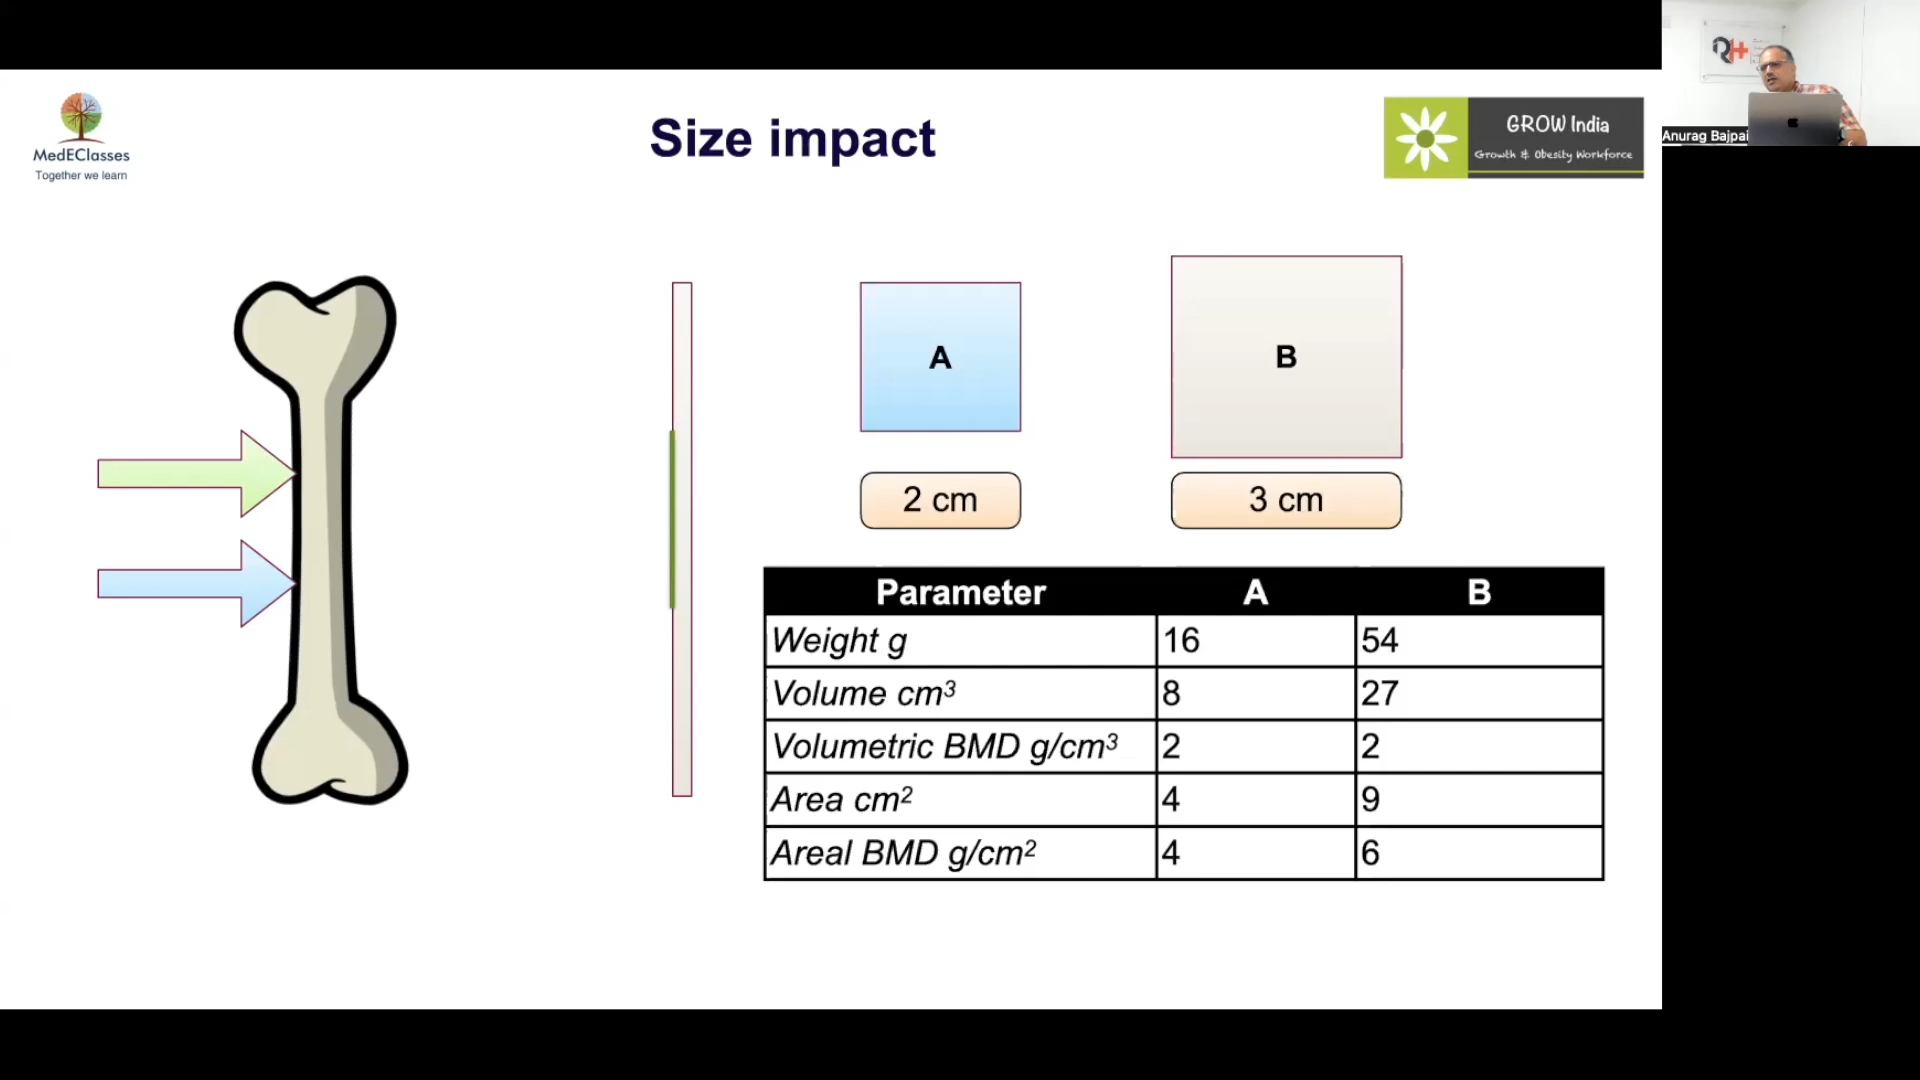 MedEClasses
Together we learn
Size impact
GROW India
Growth & Obesity Workforce
Anurag Bajpai
A
B
2 cm
3 cm
Parameter A B
Weight g 16 54
Volume cm³ 8 27
Volumetric BMD g/cm³ 2 2
Area cm² 4 9
Areal BMD g/cm² 4 6